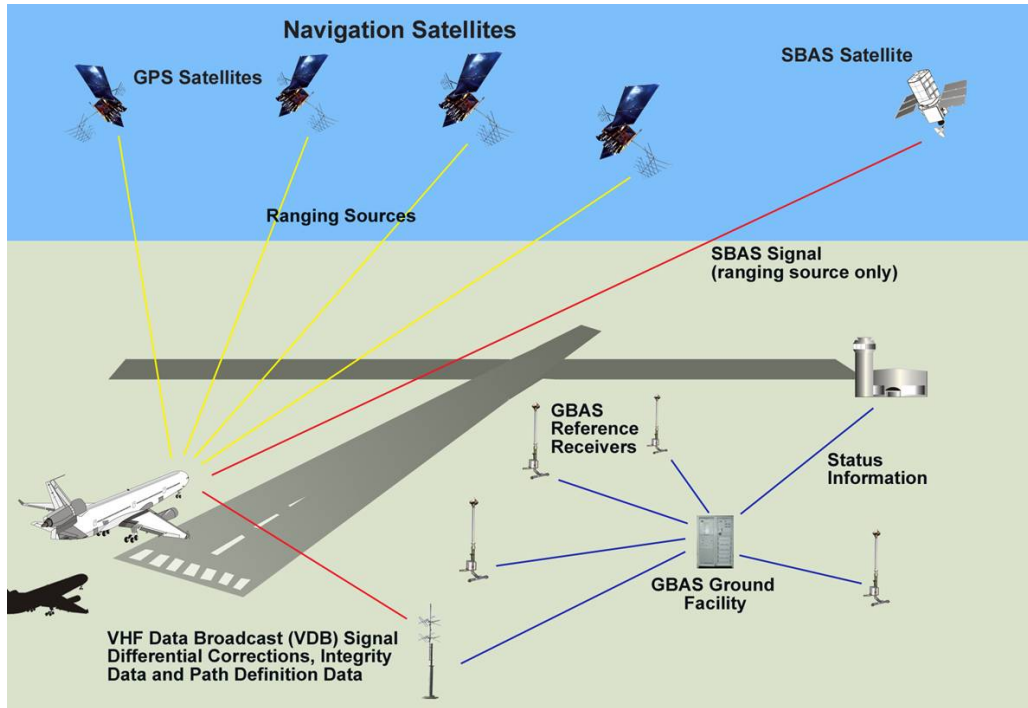 Navigation Satellites
GPS Satellites
SBAS Satellite
Ranging Sources
SBAS Signal
(ranging source only)
GBAS
Reference
Receivers
Status
Information
GBAS Ground
Facility
VHF Data Broadcast (VDB) Signal
Differential Corrections, Integrity
Data and Path Definition Data